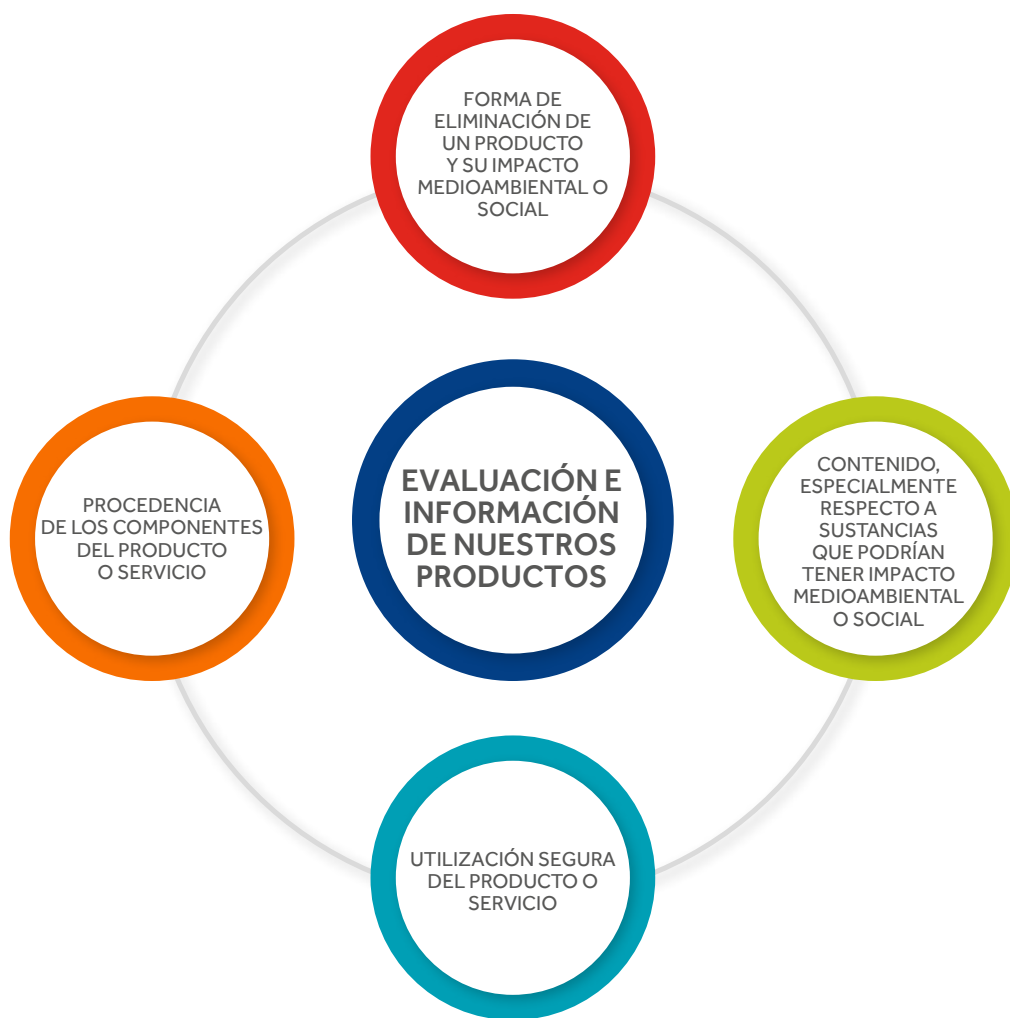 FORMA DE
ELIMINACIÓN DE
UN PRODUCTO
Y SU IMPACTO
MEDIOAMBIENTAL O
SOCIAL
PROCEDENCIA
DE LOS COMPONENTES
DEL PRODUCTO
O SERVICIO
EVALUACIÓN E
INFORMACIÓN
DE NUESTROS
PRODUCTOS
CONTENIDO,
ESPECIALMENTE
RESPECTO A
SUSTANCIAS
QUE PODRÍAN
TENER IMPACTO
MEDIOAMBIENTAL
O SOCIAL
UTILIZACIÓN SEGURA
DEL PRODUCTO O
SERVICIO